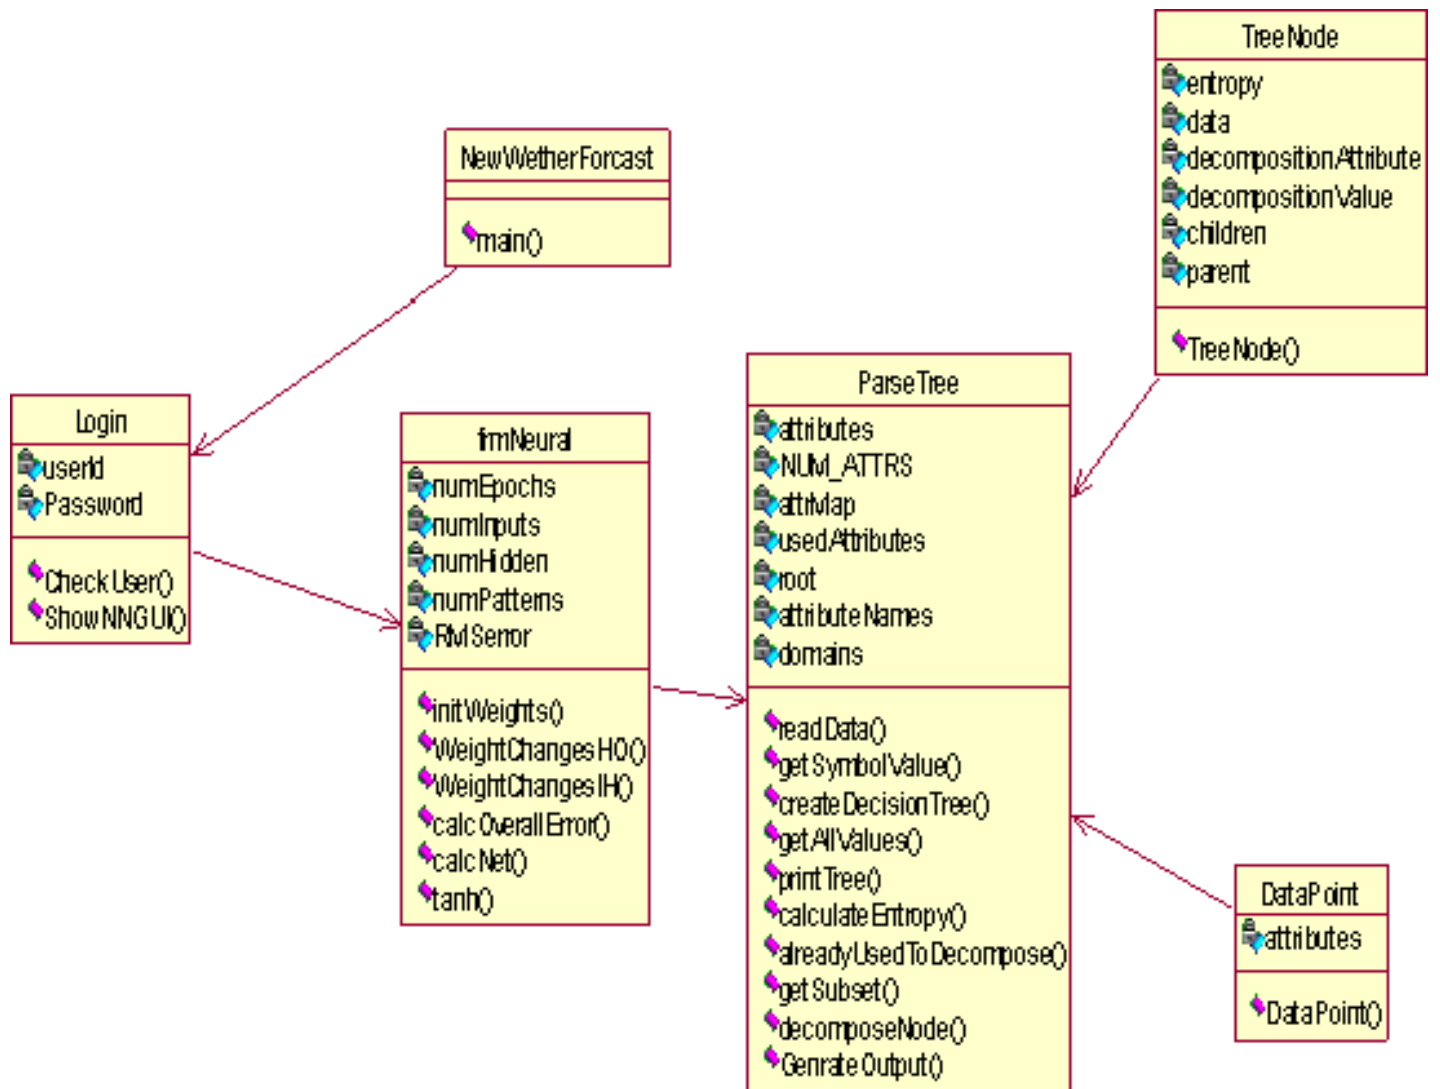 TreeNode
entropy
data
decompositionAttribute
decompositionValue
children
parent
TreeNode()
NewWetherForcast
main()
Login
userId
Password
CheckUser()
ShowNNGUI()
frmNeural
numEpochs
numInputs
numHidden
numPatterns
RMSerror
initWeights()
WeightChangesHO()
WeightChangesIH()
calcOverallError()
calcNet()
tanh()
ParseTree
attributes
NUM_ATTRS
attrMap
usedAttributes
root
attributeNames
domains
readData()
getSymbolValue()
createDecisionTree()
getAllValues()
printTree()
calculateEntropy()
alreadyUsedToDecompose()
getSubset()
decomposeNode()
GenrateOutput()
DataPoint
attributes
DataPoint()